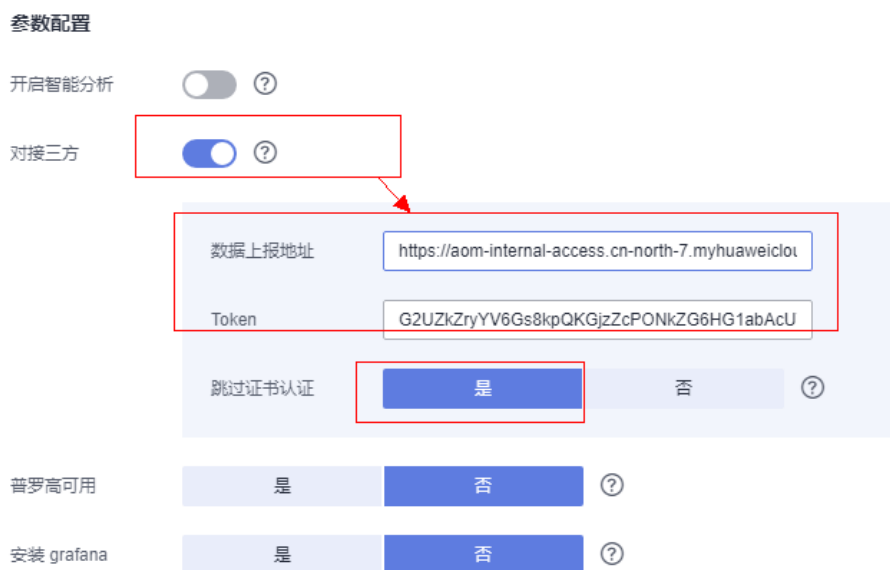 参数配置
开启智能分析
对接三方
数据上报地址 https://aom-internal-access.cn-north-7.myhuaweiclou
Token G2UZkZryYV6Gs8kpQKGjzZcPONkZG6HG1abAcU
跳过证书认证 是 否
普罗高可用 是 否
安装 grafana 是 否